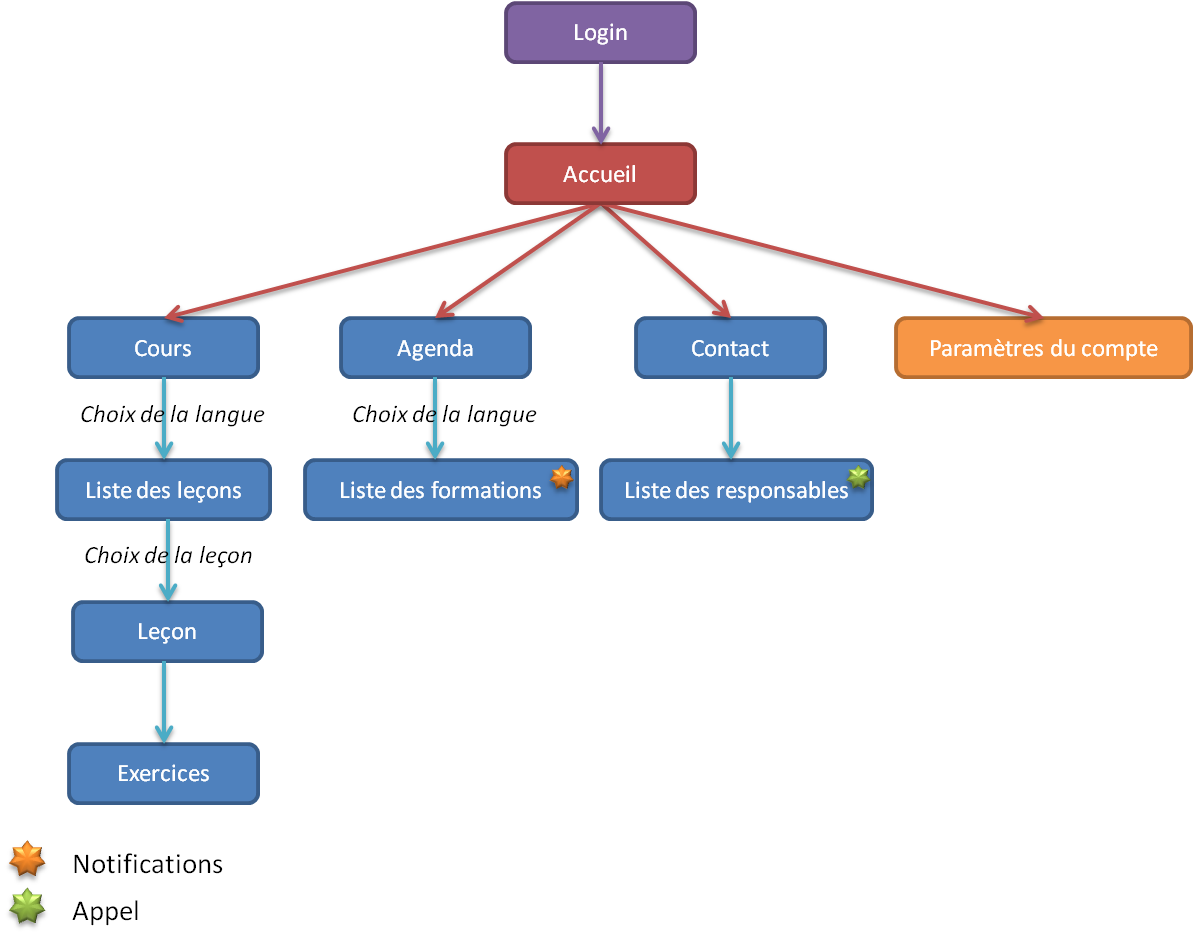 Login
Accueil
Cours
Agenda
Contact
Paramètres du compte
Choix de la langue
Choix de la langue
Liste des leçons
Liste des formations
Liste des responsables
Choix de la leçon
Leçon
Exercices
Notifications
Appel